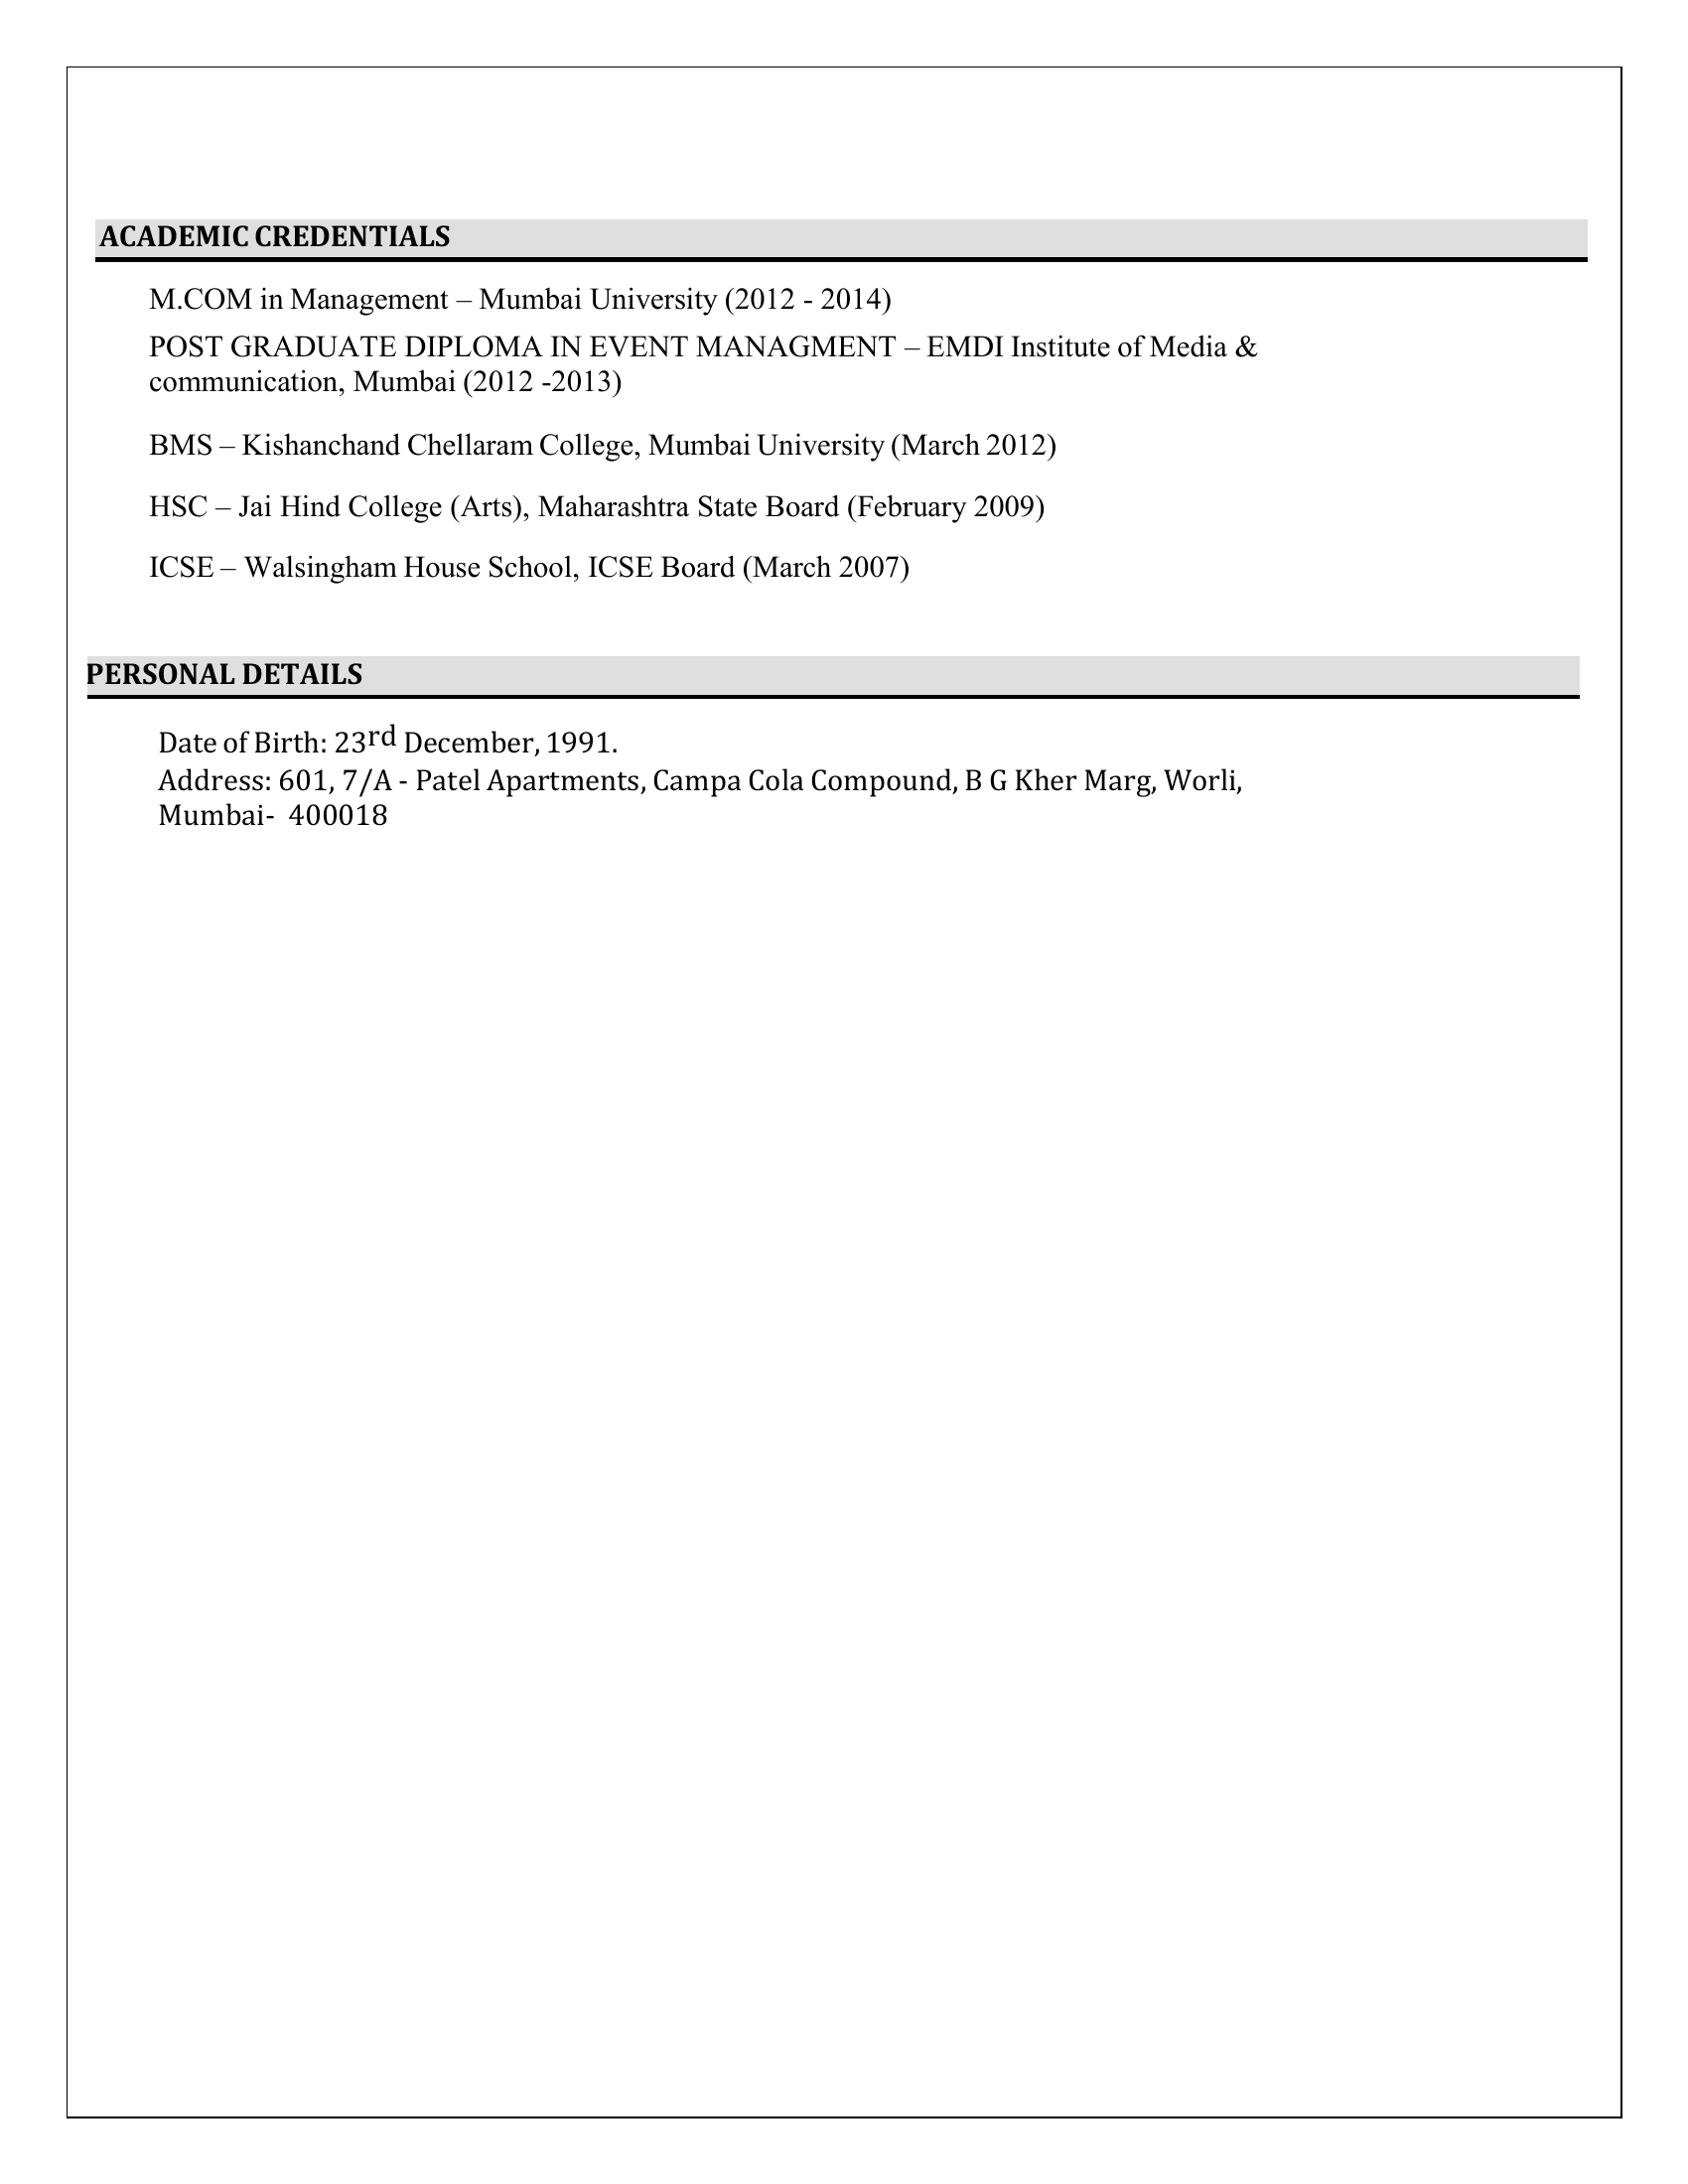 ACADEMIC CREDENTIALS
M.COM in Management – Mumbai University (2012 - 2014)
POST GRADUATE DIPLOMA IN EVENT MANAGMENT – EMDI Institute of Media &
communication, Mumbai (2012 -2013)
BMS – Kishanchand Chellaram College, Mumbai University (March 2012)
HSC – Jai Hind College (Arts), Maharashtra State Board (February 2009)
ICSE – Walsingham House School, ICSE Board (March 2007)
PERSONAL DETAILS
Date of Birth: 23rd December, 1991.
Address: 601, 7/A - Patel Apartments, Campa Cola Compound, B G Kher Marg, Worli,
Mumbai-  400018